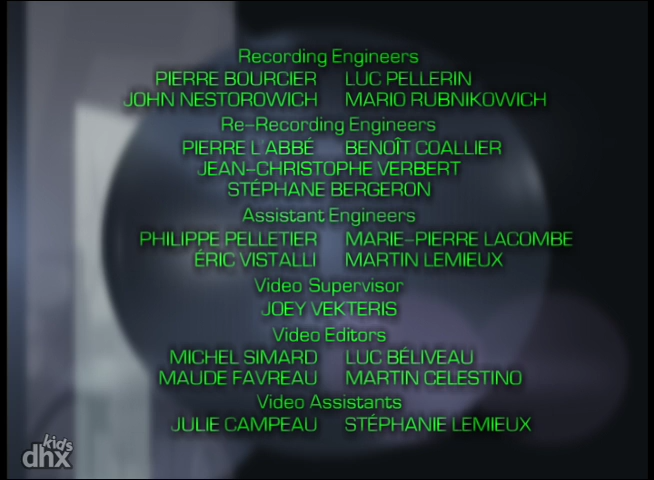 Recording Engineers
PIERRE BOURCIER LUC PELLERIN
JOHN NESTOROWICH MARIO RUBNIKOWICH
Re-Recording Engineers
PIERRE L'ABBÉ BENOÎT COALLIER
JEAN-CHRISTOPHE VERBERT
STÉPHANE BERGERON
Assistant Engineers
PHILIPPE PELLETIER MARIE-PIERRE LACOMBE
ÉRIC VISTALLI MARTIN LEMIEUX
Video Supervisor
JOEY VEKTERIS
Video Editors
MICHEL SIMARD LUC BÉLIVEAU
MAUDE FAVREAU MARTIN CELESTINO
Video Assistants
JULIE CAMPEAU STÉPHANIE LEMIEUX
kids
dhx